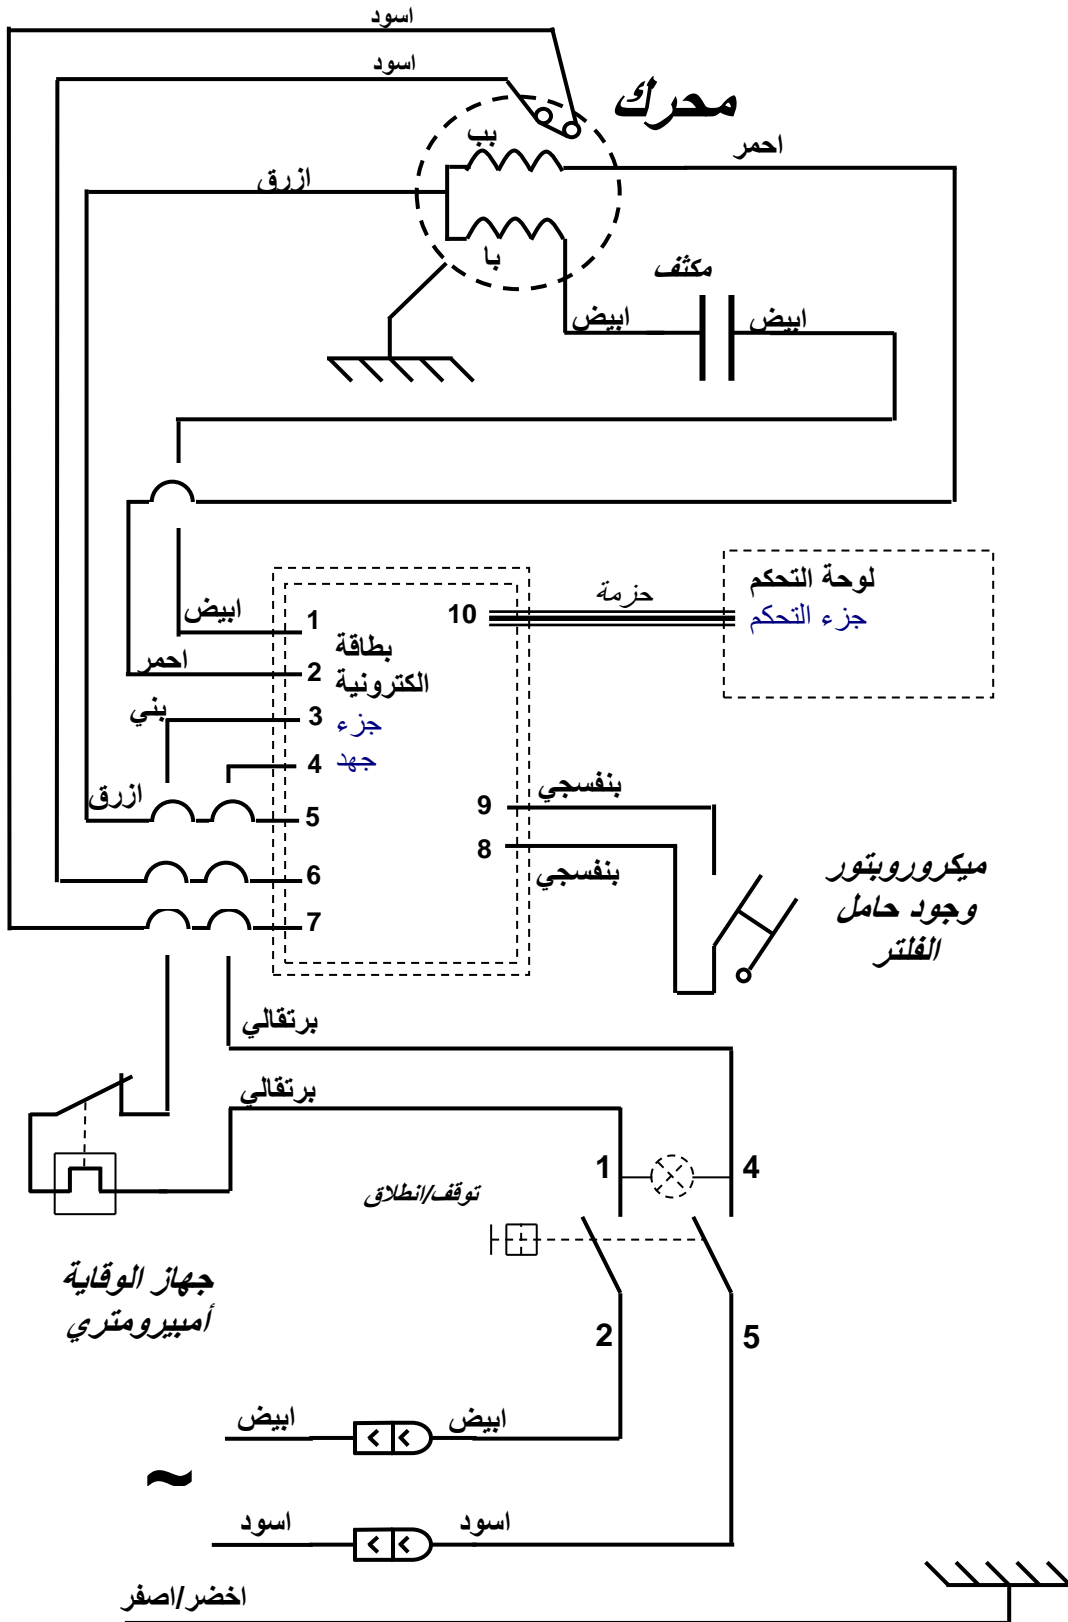 اسود
اسود
محرك
بب
احمر
ازرق
با
مكثف
ابيض
ابيض
لوحة التحكم
جزء التحكم
حزمة
10
ابيض
1
بطاقة
احمر
2
الكترونية
بني
3
جزء
4
جهد
ازرق
5
بنفسجي
9
8
بنفسجي
6
7
ميكروروبتور
وجود حامل
الفلتر
برتقالي
برتقالي
1
4
توقف/انطلاق
جهاز الوقاية
أمبيرومتري
2
5
ابيض
ابيض
~
اسود
اسود
اخضر/اصفر